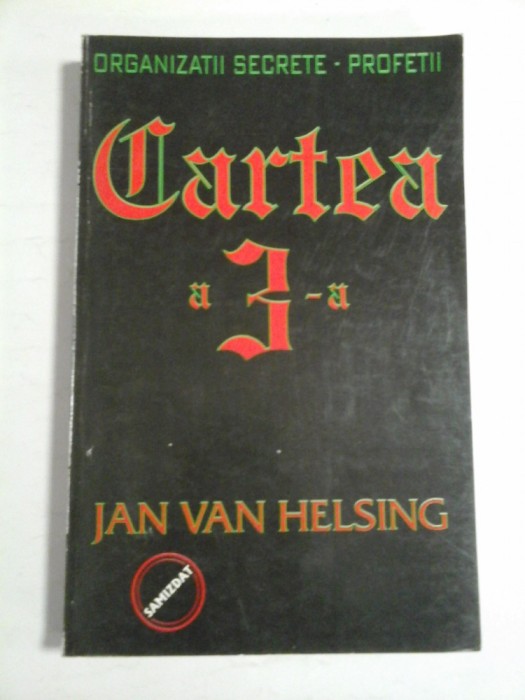 ORGANIZATII SECRETE - PROFETII
Cartea
a 3 -a
JAN VAN HELSING
SAMIZDAT